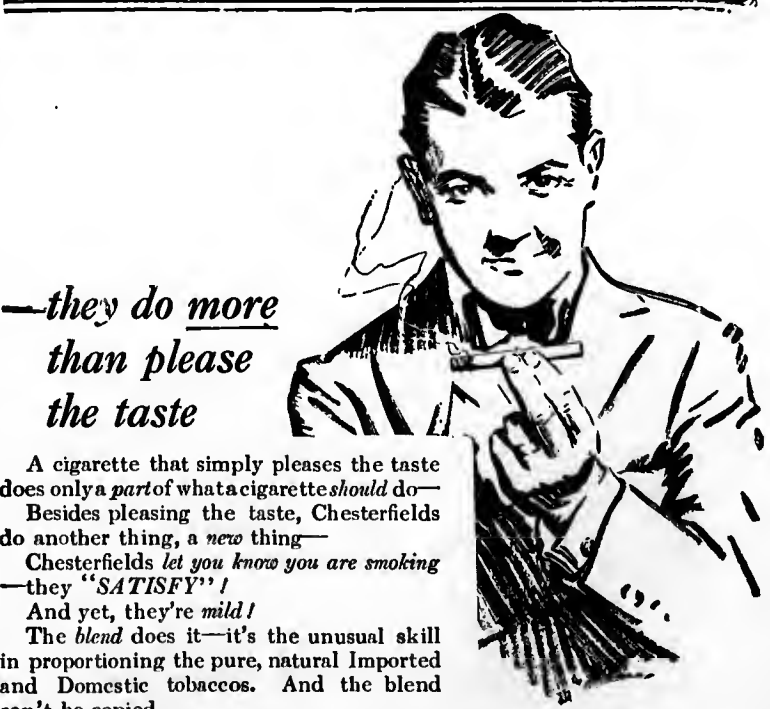 —they do more
than please
the taste
A cigarette that simply pleases the taste
does only a part of what a cigarette should do—
Besides pleasing the taste, Chesterfields
do another thing, a new thing—
Chesterfields let you know you are smoking
—they "SATISFY"!
And yet, they're mild!
The blend does it—it's the unusual skill
in proportioning the pure, natural Imported
and Domestic tobaccos. And the blend
can't be copied